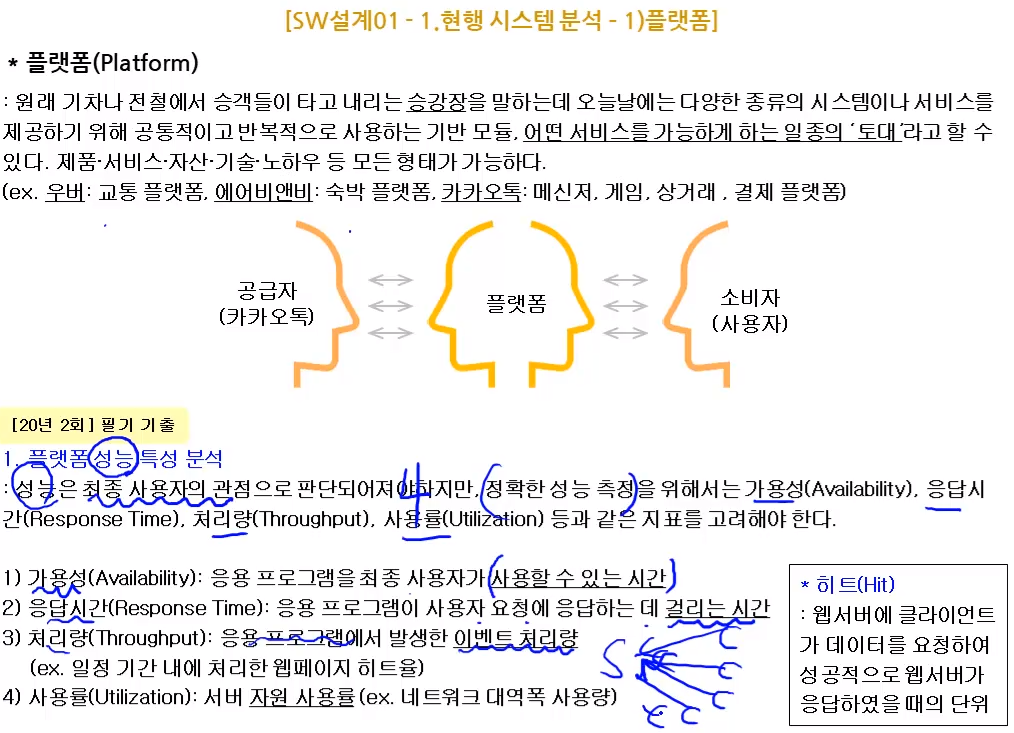 [SW설계01 - 1.현행 시스템 분석 - 1)플랫폼]
* 플랫폼(Platform)
: 원래 기차나 전철에서 승객들이 타고 내리는 승강장을 말하는데 오늘날에는 다양한 종류의 시스템이나 서비스를
제공하기 위해 공통적이고 반복적으로 사용하는 기반 모듈, 어떤 서비스를 가능하게 하는 일종의 ‘토대’라고 할 수
있다. 제품·서비스·자산·기술·노하우 등 모든 형태가 가능하다.
(ex. 우버: 교통 플랫폼, 에어비앤비: 숙박 플랫폼, 카카오톡: 메신저, 게임, 상거래 , 결제 플랫폼)
공급자
(카카오톡)
플랫폼
소비자
(사용자)
[20년 2회] 필기 기출
1. 플랫폼 성능 특성 분석
: 성능은 최종 사용자의 관점으로 판단되어져야하지만, 정확한 성능 측정을 위해서는 가용성(Availability), 응답시
간(Response Time), 처리량(Throughput), 사용률(Utilization) 등과 같은 지표를 고려해야 한다.
4
1) 가용성(Availability): 응용 프로그램을 최종 사용자가 사용할 수 있는 시간
2) 응답시간(Response Time): 응용 프로그램이 사용자 요청에 응답하는 데 걸리는 시간
3) 처리량(Throughput): 응용 프로그램에서 발생한 이벤트 처리량
(ex. 일정 기간 내에 처리한 웹페이지 히트율)
4) 사용률(Utilization): 서버 자원 사용률 (ex. 네트워크 대역폭 사용량)
S
C
C
C
C
C
* 히트(Hit)
: 웹서버에 클라이언트
가 데이터를 요청하여
성공적으로 웹서버가
응답하였을 때의 단위